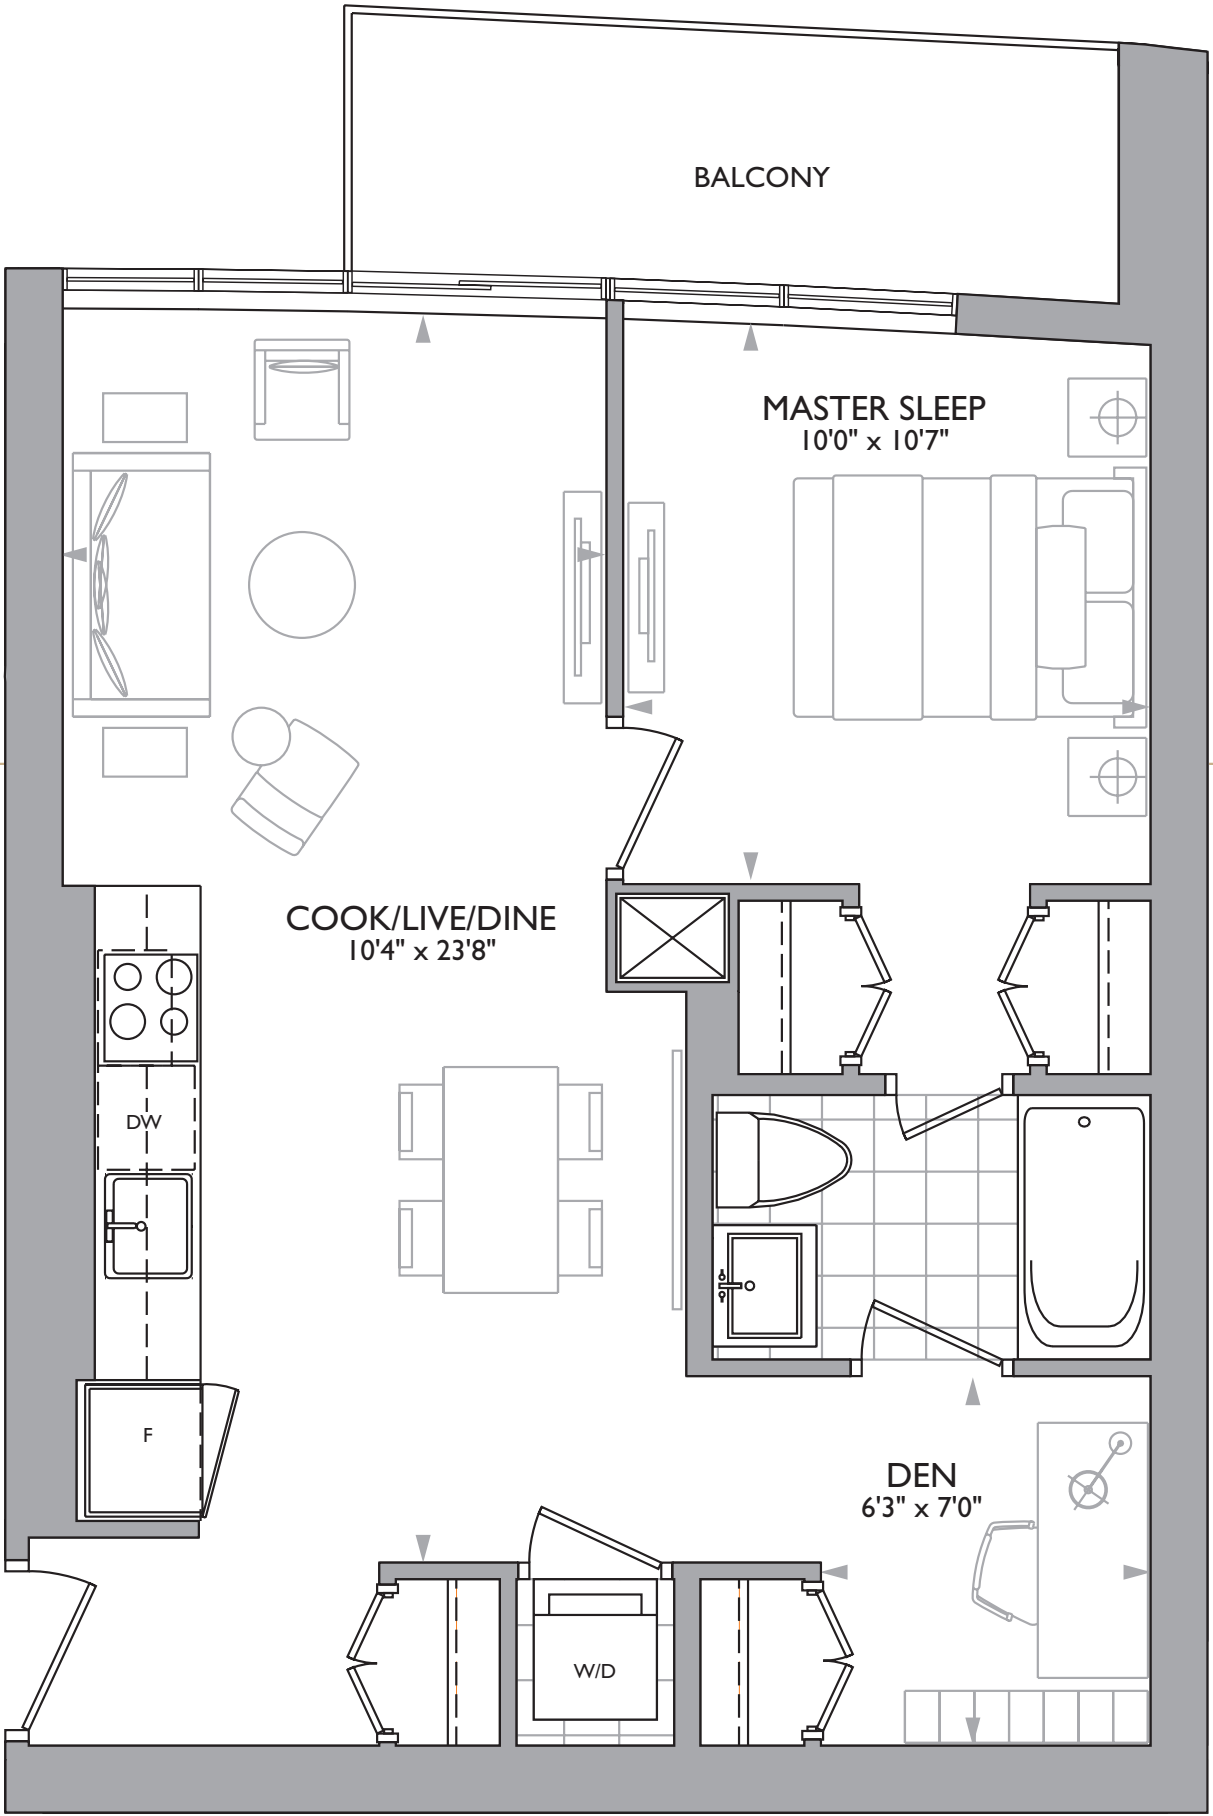 BALCONY
MASTER SLEEP
10'0" x 10'7"
COOK/LIVE/DINE
10'4" x 23'8"
DW
F
DEN
6'3" x 7'0"
W/D